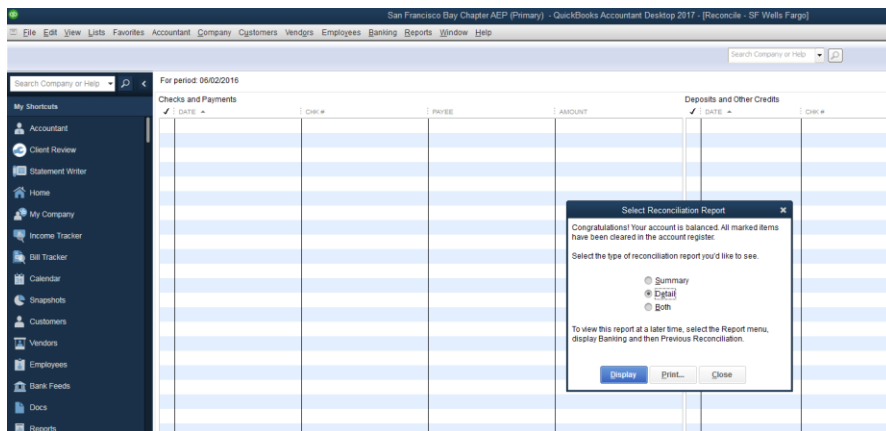 San Francisco Bay Chapter AEP (Primary) - QuickBooks Accountant Desktop 2017 - [Reconcile - SF Wells Fargo]
File Edit View Lists Favorites Accountant Company Customers Vendors Employees Banking Reports Window Help
Search Company or Help
Search Company or Help
For period: 06/02/2016
Checks and Payments
Deposits and Other Credits
✓ DATE CHK # PAYEE AMOUNT ✓ DATE CHK #
My Shortcuts
Accountant
Client Review
Statement Writer
Home
My Company
Income Tracker
Bill Tracker
Calendar
Snapshots
Customers
Vendors
Employees
Bank Feeds
Docs
Reports
Select Reconciliation Report
Congratulations! Your account is balanced. All marked items
have been cleared in the account register.
Select the type of reconciliation report you'd like to see.
Summary
Detail
Both
To view this report at a later time, select the Report menu,
display Banking and then Previous Reconciliation.
Display Print... Close